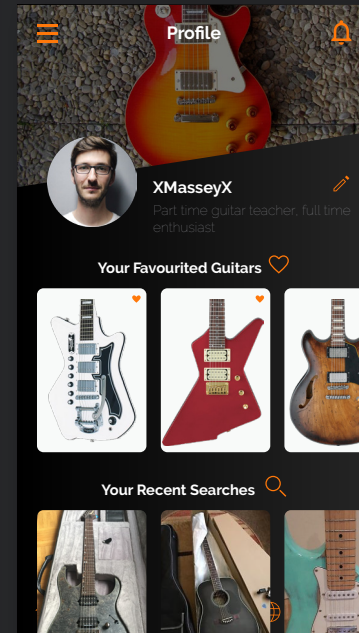 Profile
XMasseyX
Part time guitar teacher, full time
enthusiast
Your Favourited Guitars
Your Recent Searches